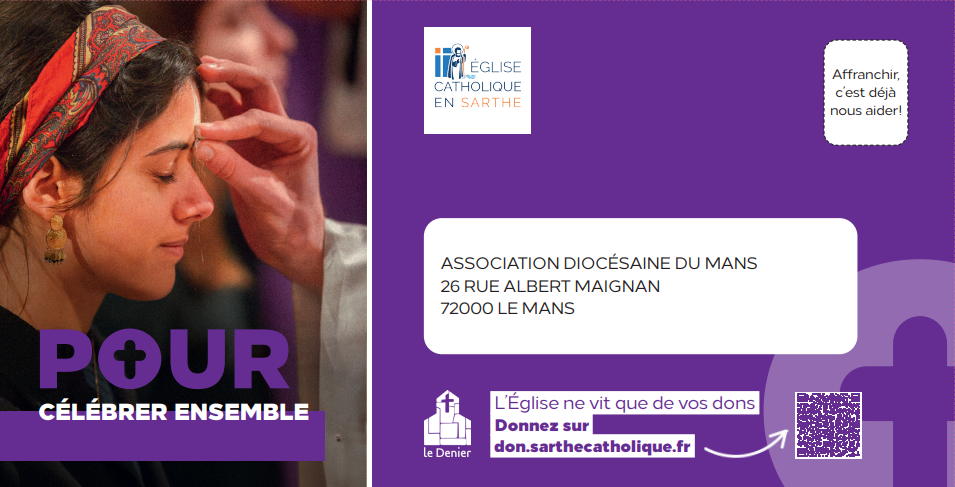 POUR
CÉLÉBRER ENSEMBLE
ÉGLISE
CATHOLIQUE
EN SARTHE
Affranchir,
c'est déjà
nous aider!
ASSOCIATION DIOCÉSAINE DU MANS
26 RUE ALBERT MAIGNAN
72000 LE MANS
le Denier
L'Église ne vit que de vos dons
Donnez sur
don.sarthecatholique.fr